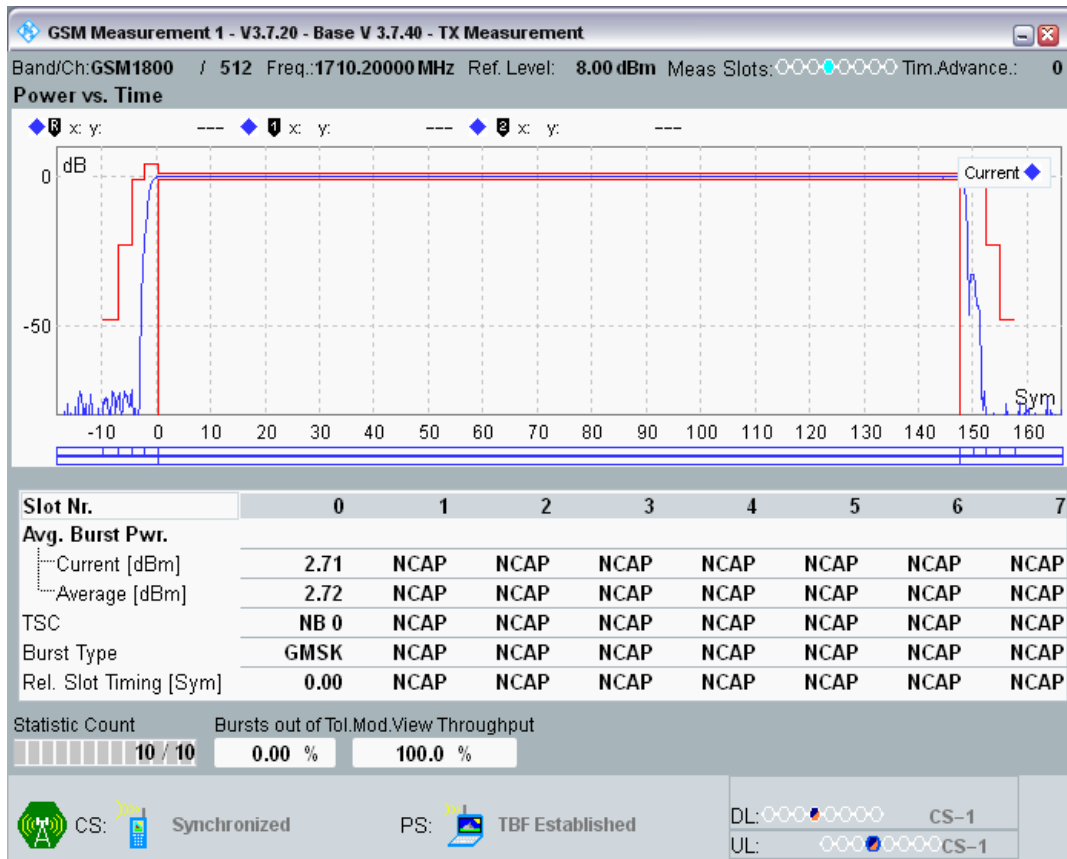 GSM Measurement 1 - V3.7.20 - Base V 3.7.40 - TX Measurement
Band/Ch:GSM1800 / 512 Freq.:1710.20000 MHz Ref. Level: 8.00 dBm Meas Slots: Tim.Advance.: 0
Power vs. Time
R x: y: --- 1 x: y: --- 2 x: y: ---
dB
Current
0
-50
Sym
-10 0 10 20 30 40 50 60 70 80 90 100 110 120 130 140 150 160
Slot Nr. 0 1 2 3 4 5 6 7
Avg. Burst Pwr.
Current [dBm] 2.71 NCAP NCAP NCAP NCAP NCAP NCAP NCAP
Average [dBm] 2.72 NCAP NCAP NCAP NCAP NCAP NCAP NCAP
TSC NB 0 NCAP NCAP NCAP NCAP NCAP NCAP NCAP
Burst Type GMSK NCAP NCAP NCAP NCAP NCAP NCAP NCAP
Rel. Slot Timing [Sym] 0.00 NCAP NCAP NCAP NCAP NCAP NCAP NCAP
Statistic Count Bursts out of Tol.Mod.View Throughput
10 / 10 0.00 % 100.0 %
CS: Synchronized PS: TBF Established
DL: CS-1
UL: CS-1